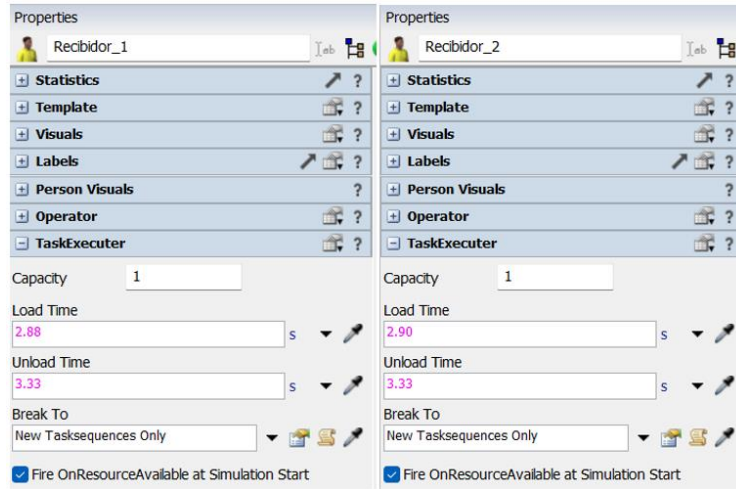 Properties
Recibidor_1
Statistics
?
Template
?
Visuals
?
Labels
?
Person Visuals
?
Operator
?
TaskExecuter
?
Capacity 1
Load Time
2.88 s
Unload Time
3.33 s
Break To
New Tasksequences Only
Fire OnResourceAvailable at Simulation Start
Properties
Recibidor_2
Statistics
?
Template
?
Visuals
?
Labels
?
Person Visuals
?
Operator
?
TaskExecuter
?
Capacity 1
Load Time
2.90 s
Unload Time
3.33 s
Break To
New Tasksequences Only
Fire OnResourceAvailable at Simulation Start